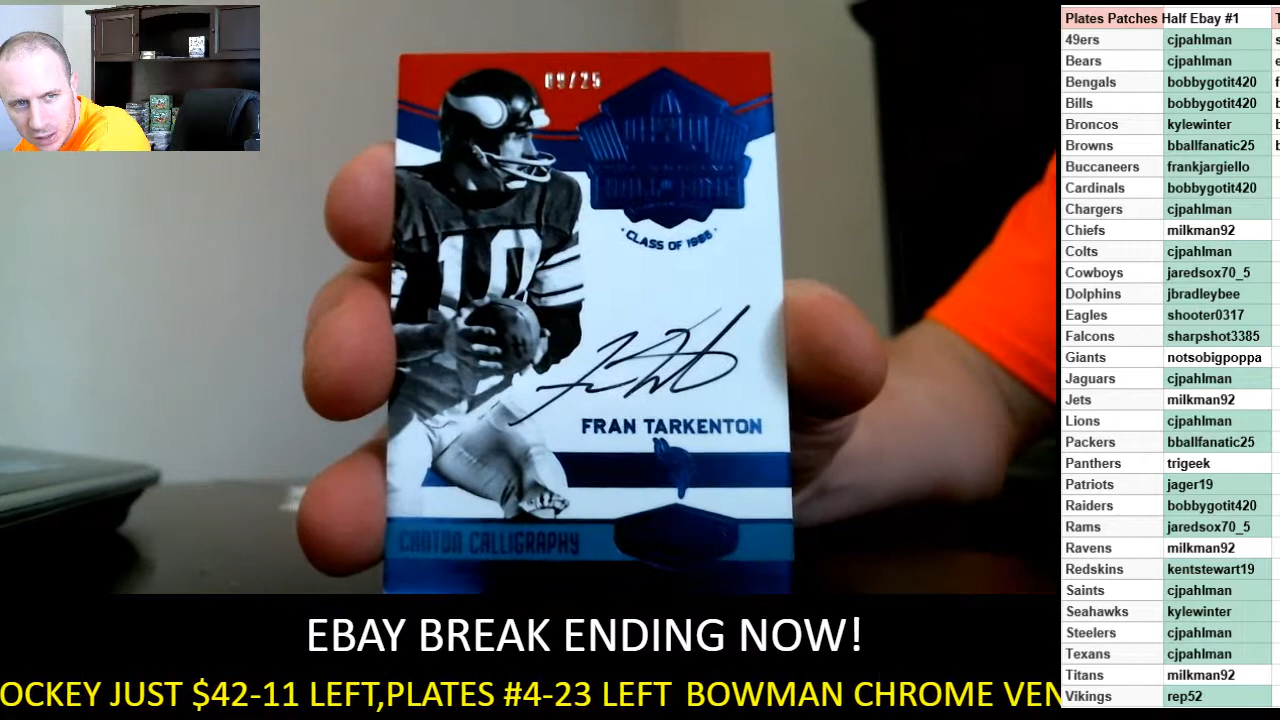 09/25
CLASS OF 1986
10
FRAN TARKENTON
CANTON CALLIGRAPHY
EBAY BREAK ENDING NOW!
OCKEY JUST $42-11 LEFT,PLATES #4-23 LEFT BOWMAN CHROME VEN
Plates Patches Half Ebay #1
49ers cjpahlman
Bears cjpahlman
Bengals bobbygotit420
Bills bobbygotit420
Broncos kylewinter
Browns bballfanatic25
Buccaneers frankjargiello
Cardinals bobbygotit420
Chargers cjpahlman
Chiefs milkman92
Colts cjpahlman
Cowboys jaredsox70_5
Dolphins jbradleybee
Eagles shooter0317
Falcons sharpshot3385
Giants notsobigpoppa
Jaguars cjpahlman
Jets milkman92
Lions cjpahlman
Packers bballfanatic25
Panthers trigeek
Patriots jager19
Raiders bobbygotit420
Rams jaredsox70_5
Ravens milkman92
Redskins kentstewart19
Saints cjpahlman
Seahawks kylewinter
Steelers cjpahlman
Texans cjpahlman
Titans milkman92
Vikings rep52